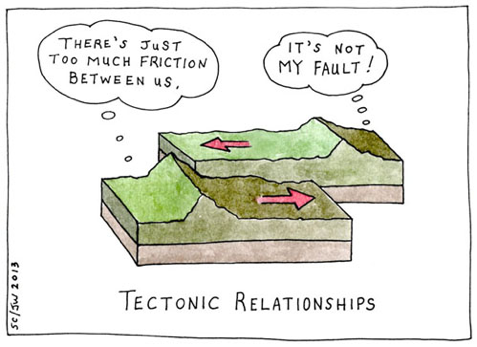 THERE'S JUST
TOO MUCH FRICTION
BETWEEN US.
IT'S NOT
MY FAULT!
SC/JW 2013
TECTONIC RELATIONSHIPS